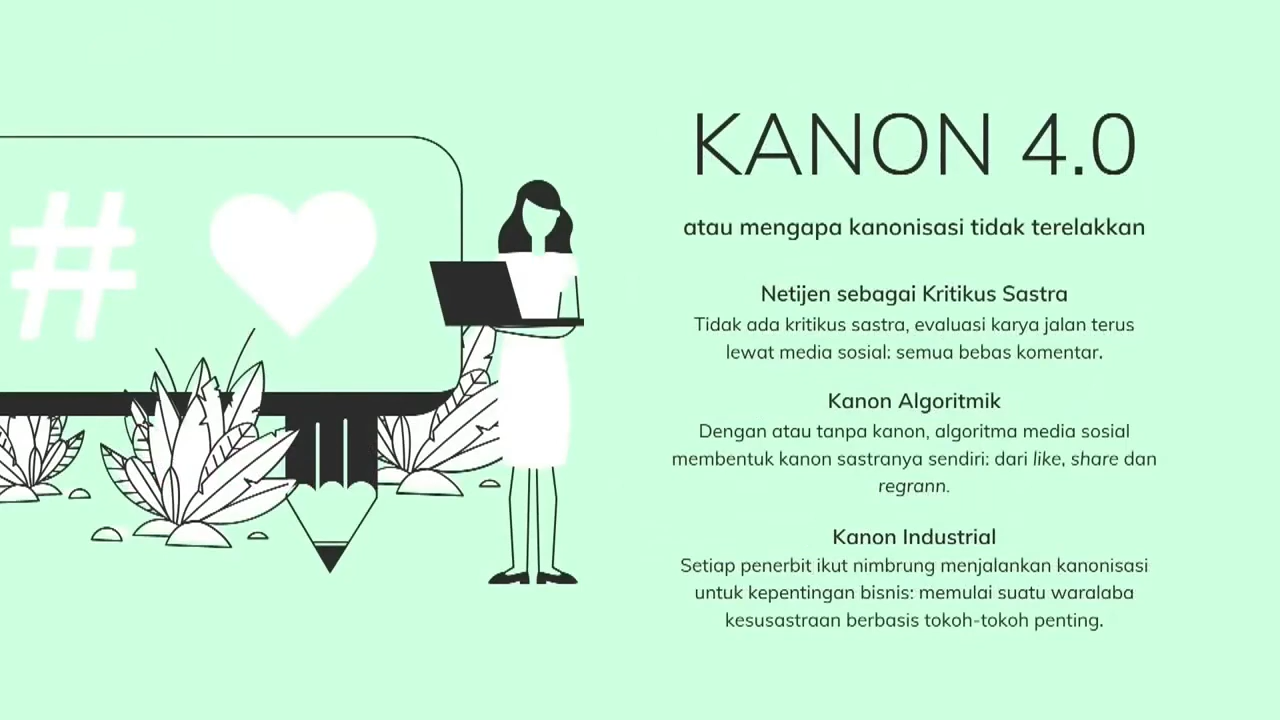 #
KANON 4.0
atau mengapa kanonisasi tidak terelakkan
Netijen sebagai Kritikus Sastra
Tidak ada kritikus sastra, evaluasi karya jalan terus
lewat media sosial: semua bebas komentar.
Kanon Algoritmik
Dengan atau tanpa kanon, algoritma media sosial
membentuk kanon sastranya sendiri: dari like, share dan
regrann.
Kanon Industrial
Setiap penerbit ikut nimbrung menjalankan kanonisasi
untuk kepentingan bisnis: memulai suatu waralaba
kesusastraan berbasis tokoh-tokoh penting.